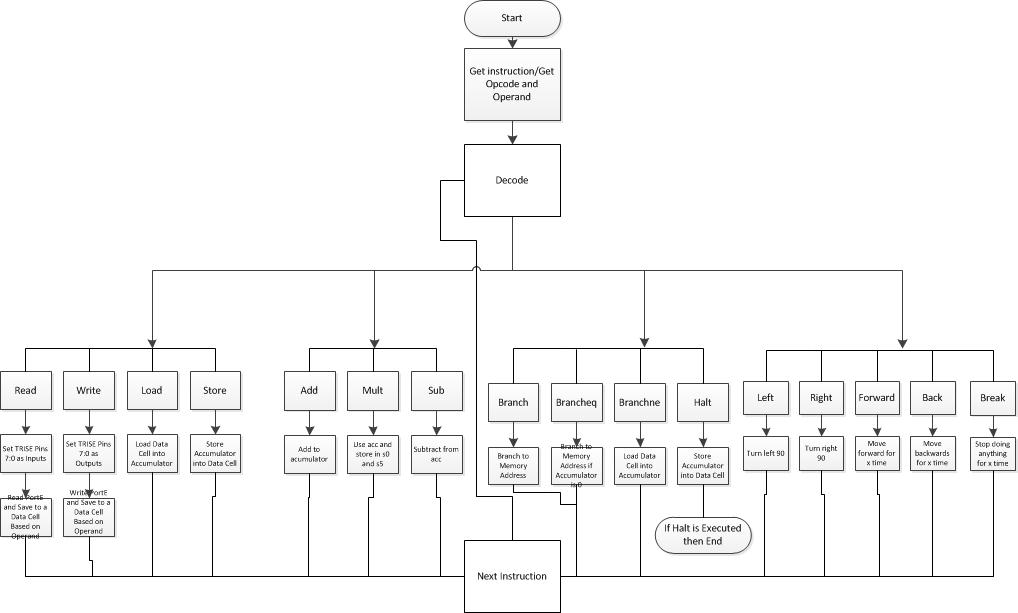 Start
Get instruction/Get
Opcode and
Operand
Decode
Read
Write
Load
Store
Add
Mult
Sub
Branch
Brancheq
Branchne
Halt
Left
Right
Forward
Back
Break
Set TRISE Pins
7:0 as Inputs
Set TRISE Pins
7:0 as
Outputs
Load Data
Cell into
Accumulator
Store
Accumulator
into Data Cell
Add to
acumulator
Use acc and
store in s0
and s5
Subtract from
acc
Branch to
Memory
Address
Branch to
Memory
Address if
Accumulator
is 0
Load Data
Cell into
Accumulator
Store
Accumulator
into Data Cell
Turn left 90
Turn right
90
Move
forward for
x time
Move
backwards
for x time
Stop doing
anything
for x time
Read PortE
and Save to a
Data Cell
Based on
Operand
Write PortE
and Save to a
Data Cell
Based on
Operand
If Halt is Executed
then End
Next Instruction